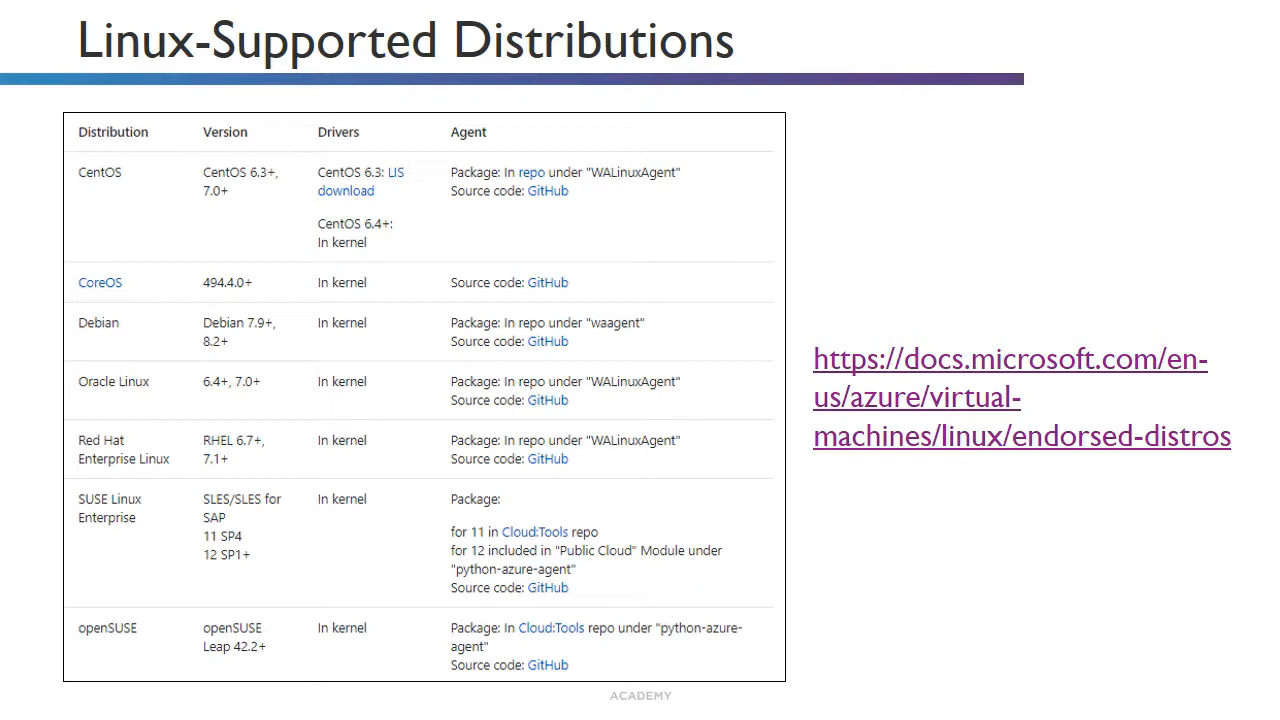 Linux-Supported Distributions
Distribution Version Drivers Agent
CentOS CentOS 6.3+, CentOS 6.3: LIS Package: In repo under "WALinuxAgent"
7.0+ download Source code: GitHub
CentOS 6.4+:
In kernel
CoreOS 494.4.0+ In kernel Source code: GitHub
Debian Debian 7.9+, In kernel Package: In repo under "waagent"
8.2+ Source code: GitHub
Oracle Linux 6.4+, 7.0+ In kernel Package: In repo under "WALinuxAgent"
Source code: GitHub
Red Hat RHEL 6.7+, In kernel Package: In repo under "WALinuxAgent"
Enterprise Linux 7.1+ Source code: GitHub
SUSE Linux SLES/SLES for In kernel Package:
Enterprise SAP
11 SP4 for 11 in Cloud:Tools repo
12 SP1+ for 12 included in "Public Cloud" Module under
"python-azure-agent"
Source code: GitHub
openSUSE openSUSE In kernel Package: In Cloud:Tools repo under "python-azure-
Leap 42.2+ agent"
Source code: GitHub
https://docs.microsoft.com/en-
us/azure/virtual-
machines/linux/endorsed-distros
ACADEMY